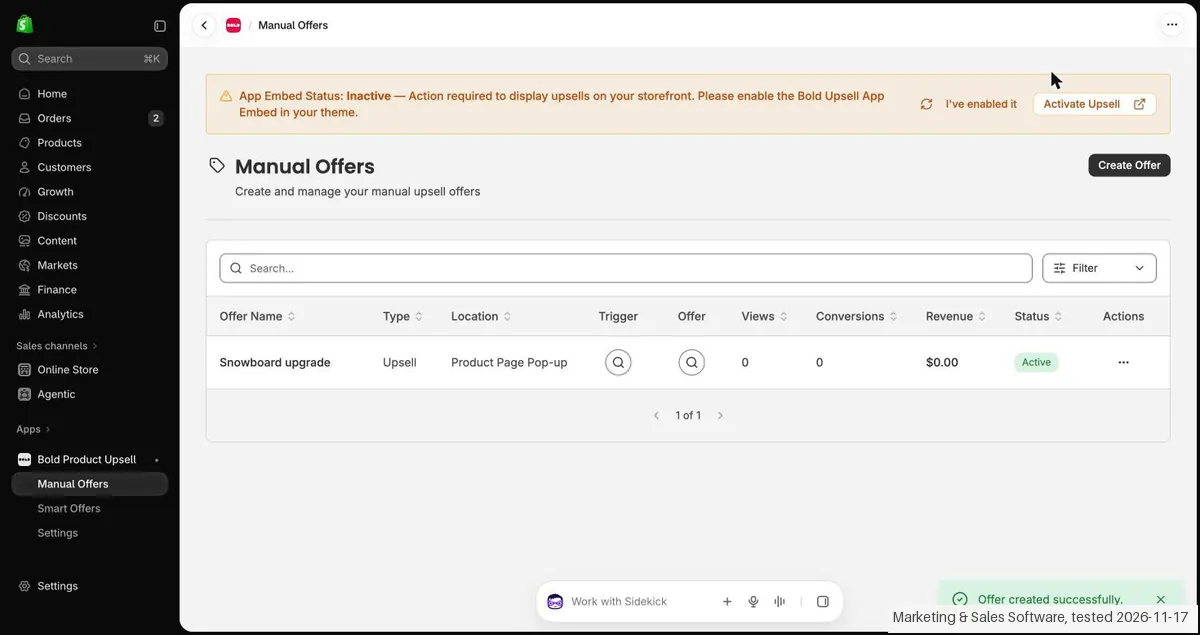 BOLD / Manual Offers
Search ⌘K
Home
Orders 2
Products
Customers
Growth
Discounts
Content
Markets
Finance
Analytics
Sales channels
Online Store
Agentic
Apps
BOLD Bold Product Upsell
Manual Offers
Smart Offers
Settings
Settings
App Embed Status: Inactive — Action required to display upsells on your storefront. Please enable the Bold Upsell App
Embed in your theme.
I've enabled it
Activate Upsell
Manual Offers
Create and manage your manual upsell offers
Create Offer
Search...
Filter
Offer Name Type Location Trigger Offer Views Conversions Revenue Status Actions
Snowboard upgrade Upsell Product Page Pop-up 0 0 $0.00 Active
1 of 1
Work with Sidekick
Offer created successfully.
Marketing & Sales Software, tested 2026-11-17